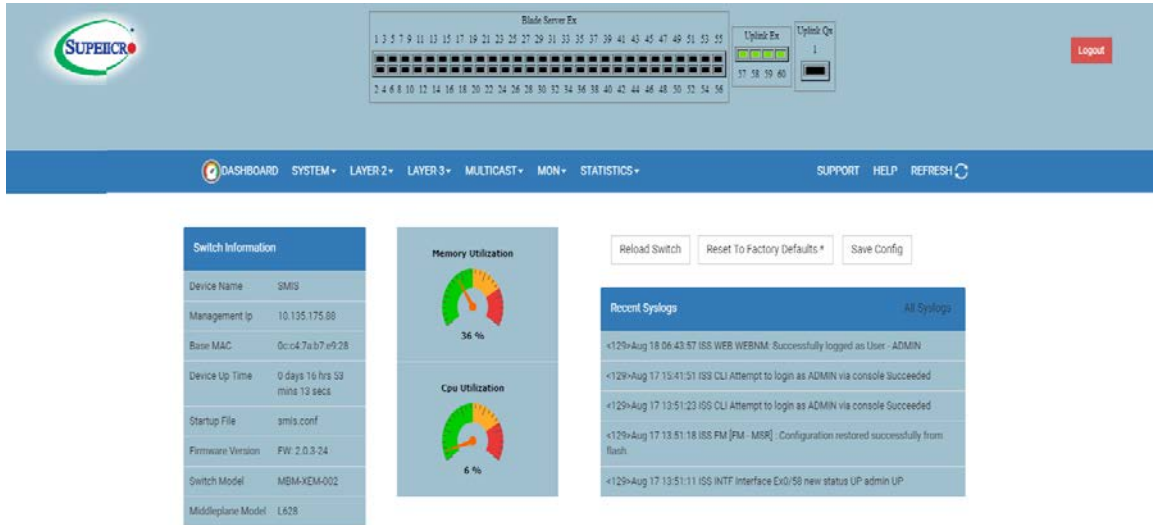 SUPERMICRO
Blade Server Ex
1 3 5 7 9 11 13 15 17 19 21 23 25 27 29 31 33 35 37 39 41 43 45 47 49 51 53 55
2 4 6 8 10 12 14 16 18 20 22 24 26 28 30 32 34 36 38 40 42 44 46 48 50 52 54 56
Uplink Ex
57 58 59 60
Uplink Qx
1
Logout
DASHBOARD SYSTEM LAYER 2 LAYER 3 MULTICAST MON STATISTICS SUPPORT HELP REFRESH
Switch Information
Device Name SMIS
Management Ip 10.135.175.88
Base MAC 0c:c4:7a:b7:e9:28
Device Up Time 0 days 16 hrs 53
mins 13 secs
Startup File smis.conf
Firmware Version FW: 2.0.3-24
Switch Model MBM-XEM-002
Middleplane Model L628
Memory Utilization
36 %
Cpu Utilization
6 %
Reload Switch Reset To Factory Defaults * Save Config
Recent Syslogs All Syslogs
<129>Aug 18 06:43:57 ISS WEB WEBNM: Successfully logged as User - ADMIN
<129>Aug 17 15:41:51 ISS CLI Attempt to login as ADMIN via console Succeeded
<129>Aug 17 13:51:23 ISS CLI Attempt to login as ADMIN via console Succeeded
<129>Aug 17 13:51:18 ISS FM [FM - MSR] : Configuration restored successfully from
flash.
<129>Aug 17 13:51:11 ISS INTF Interface Ex0/58 new status UP admin UP